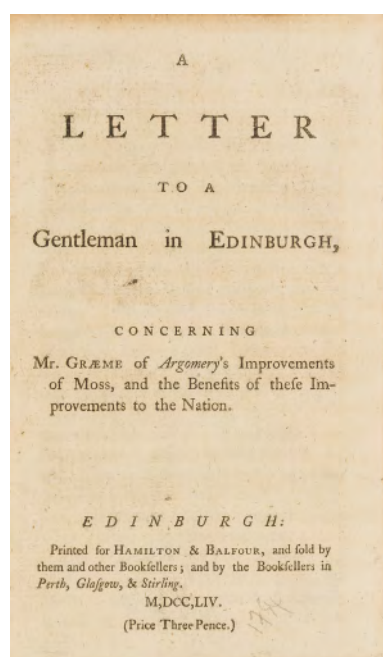 A
LETTER
TO A
Gentleman in EDINBURGH,
CONCERNING
Mr. GRÆME of Argomery's Improvements
of Moss, and the Benefits of theſe Im-
provements to the Nation.
EDINBURGH:
Printed for HAMILTON & BALFOUR, and ſold by
them and other Bookſellers; and by the Bookſellers in
Perth, Glaſgow, & Stirling.
M,DCC,LIV.
(Price Three Pence.)